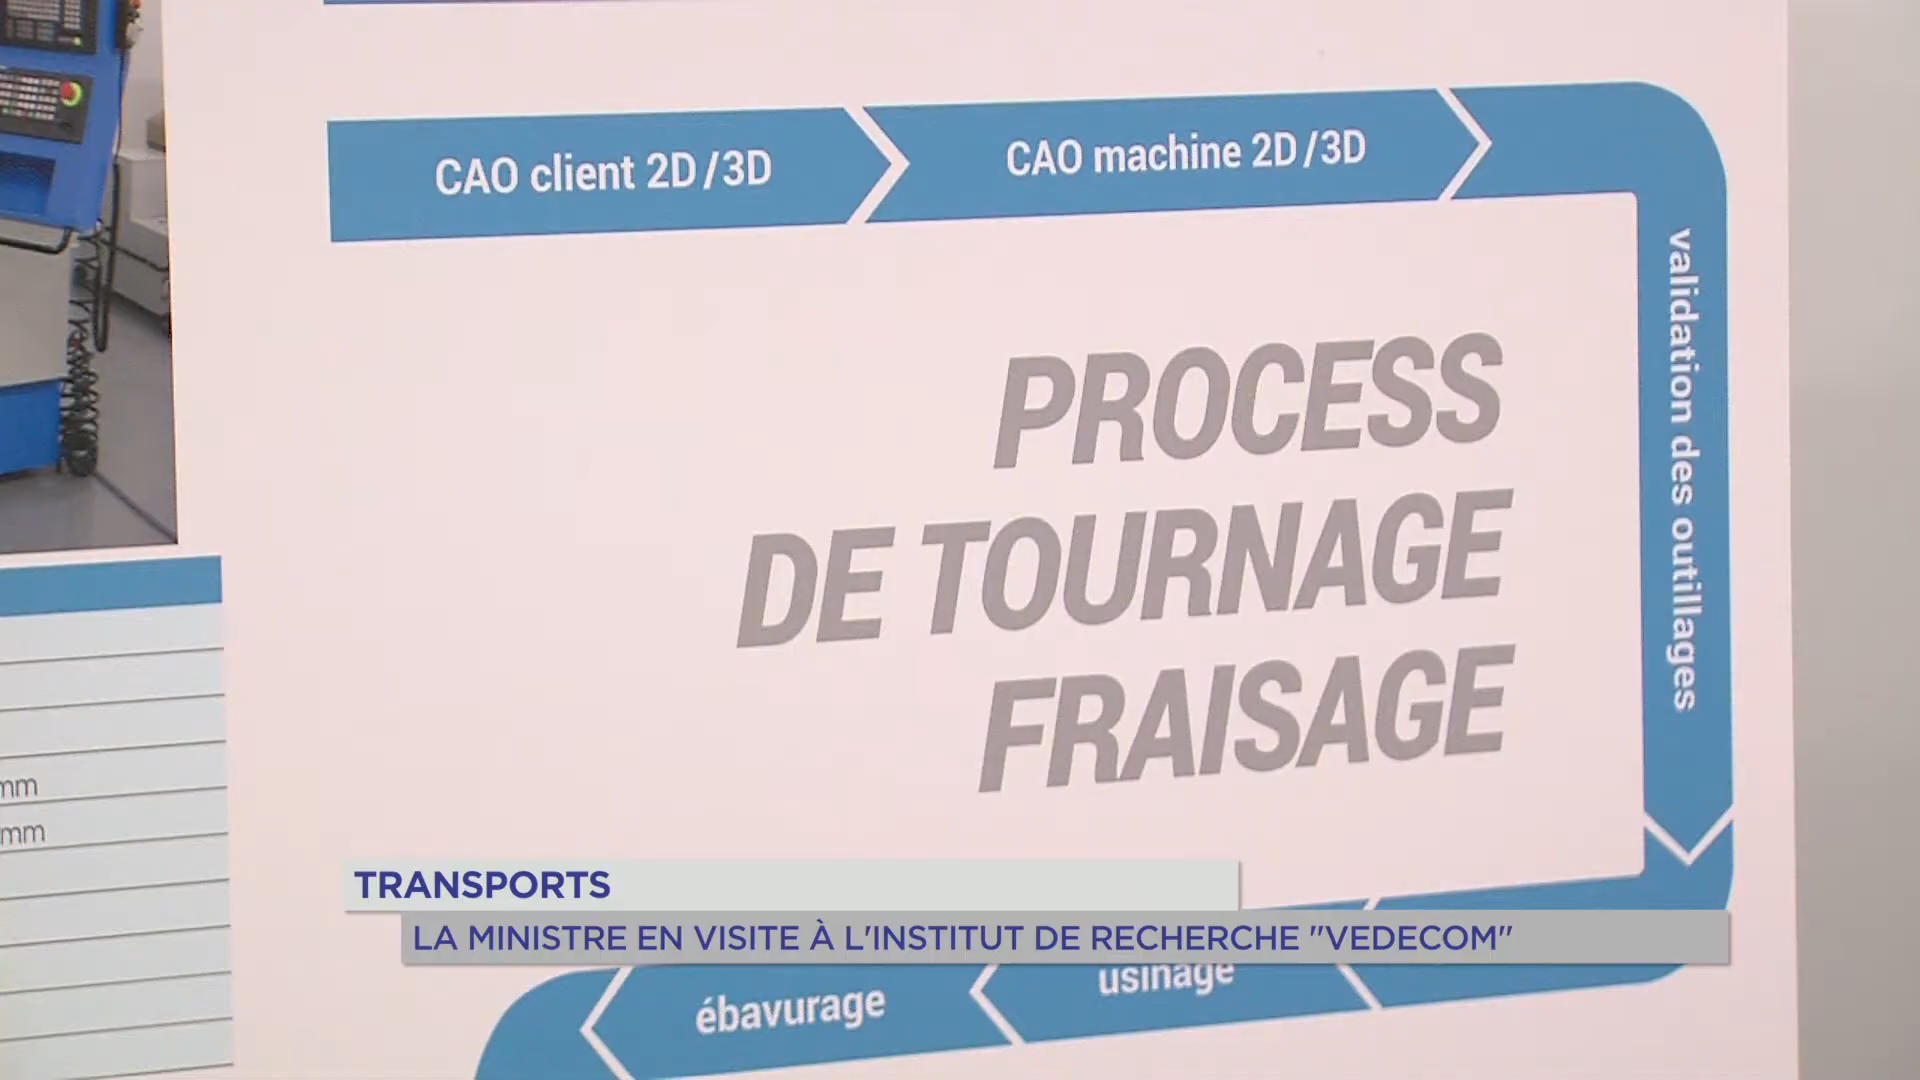 CAO client 2D/3D
CAO machine 2D/3D
validation des outillages
PROCESS
DE TOURNAGE
FRAISAGE
mm
mm
TRANSPORTS
LA MINISTRE EN VISITE À L'INSTITUT DE RECHERCHE "VEDECOM"
usinage
ébavurage